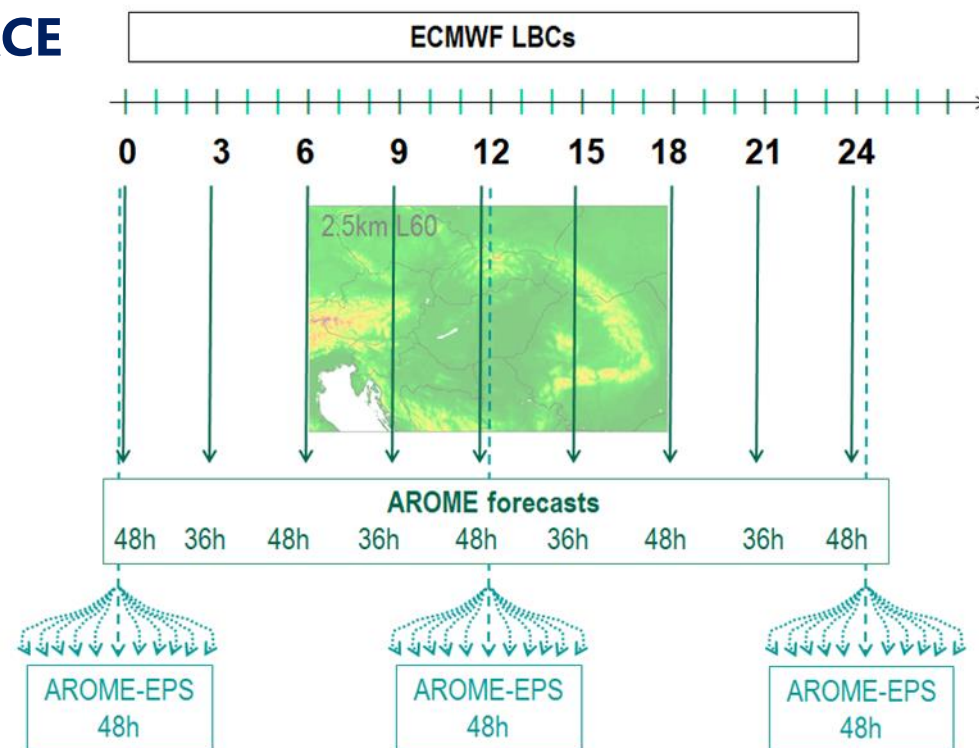 ECMWF LBCs
0 3 6 9 12 15 18 21 24
2.5km L60
AROME forecasts
48h 36h 48h 36h 48h 36h 48h 36h 48h
AROME-EPS AROME-EPS AROME-EPS
48h 48h 48h